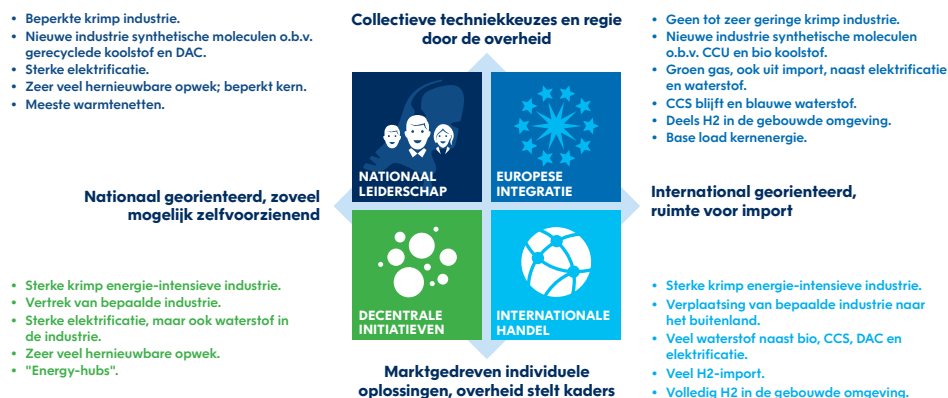 • Beperkte krimp industrie.
• Nieuwe industrie synthetische moleculen o.b.v.
gerecyclede koolstof en DAC.
• Sterke elektrificatie.
• Zeer veel hernieuwbare opwek; beperkt kern.
• Meeste warmtenetten.
Collectieve techniekkeuzes en regie
door de overheid
• Geen tot zeer geringe krimp industrie.
• Nieuwe industrie synthetische moleculen
o.b.v. CCU en bio koolstof.
• Groen gas, ook uit import, naast elektrificatie
en waterstof.
• CCS blijft en blauwe waterstof.
• Deels H2 in de gebouwde omgeving.
• Base load kernenergie.
NATIONAAL
LEIDERSCHAP
EUROPESE
INTEGRATIE
Nationaal georienteerd, zoveel
mogelijk zelfvoorzienend
International georienteerd,
ruimte voor import
• Sterke krimp energie-intensieve industrie.
• Vertrek van bepaalde industrie.
• Sterke elektrificatie, maar ook waterstof in
de industrie.
• Zeer veel hernieuwbare opwek.
• "Energy-hubs".
DECENTRALE
INITIATIEVEN
INTERNATIONALE
HANDEL
• Sterke krimp energie-intensieve industrie.
• Verplaatsing van bepaalde industrie naar
het buitenland.
• Veel waterstof naast bio, CCS, DAC en
elektrificatie.
• Veel H2-import.
• Volledig H2 in de gebouwde omgeving.
Marktgedreven individuele
oplossingen, overheid stelt kaders